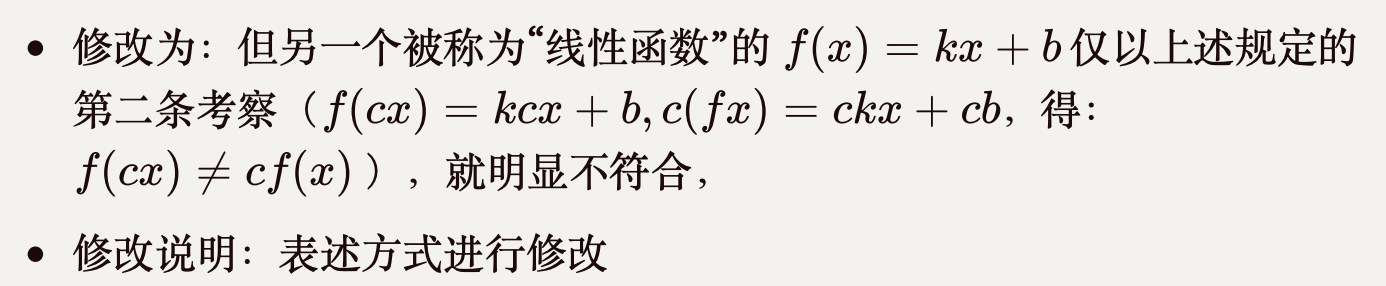 • 修改为：但另一个被称为“线性函数”的 f(x) = kx + b 仅以上述规定的
第二条考察（f(cx) = kcx + b, c(fx) = ckx + cb，得：
f(cx) ≠ cf(x) ），就明显不符合，
• 修改说明：表述方式进行修改